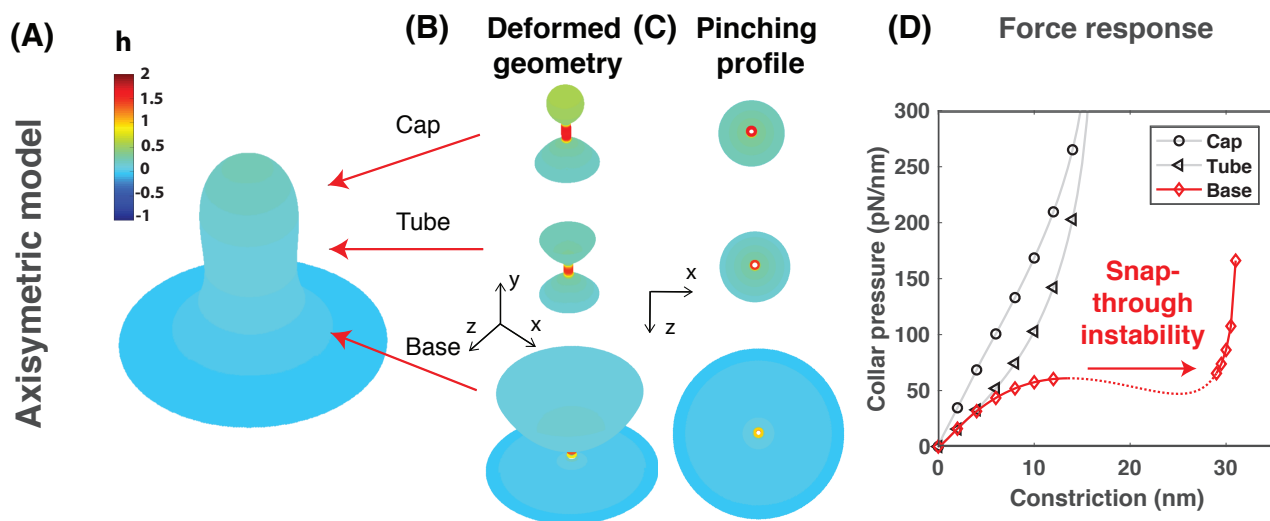 (A)
Axisymetric model
h
2
1.5
1
0.5
0
-0.5
-1
Cap
Tube
Base
(B)
Deformed
geometry
y
z
x
(C)
Pinching
profile
x
z
(D)
Force response
Collar pressure (pN/nm)
300
250
200
150
100
50
0
Cap
Tube
Base
Snap-
through
instability
0
10
20
30
Constriction (nm)